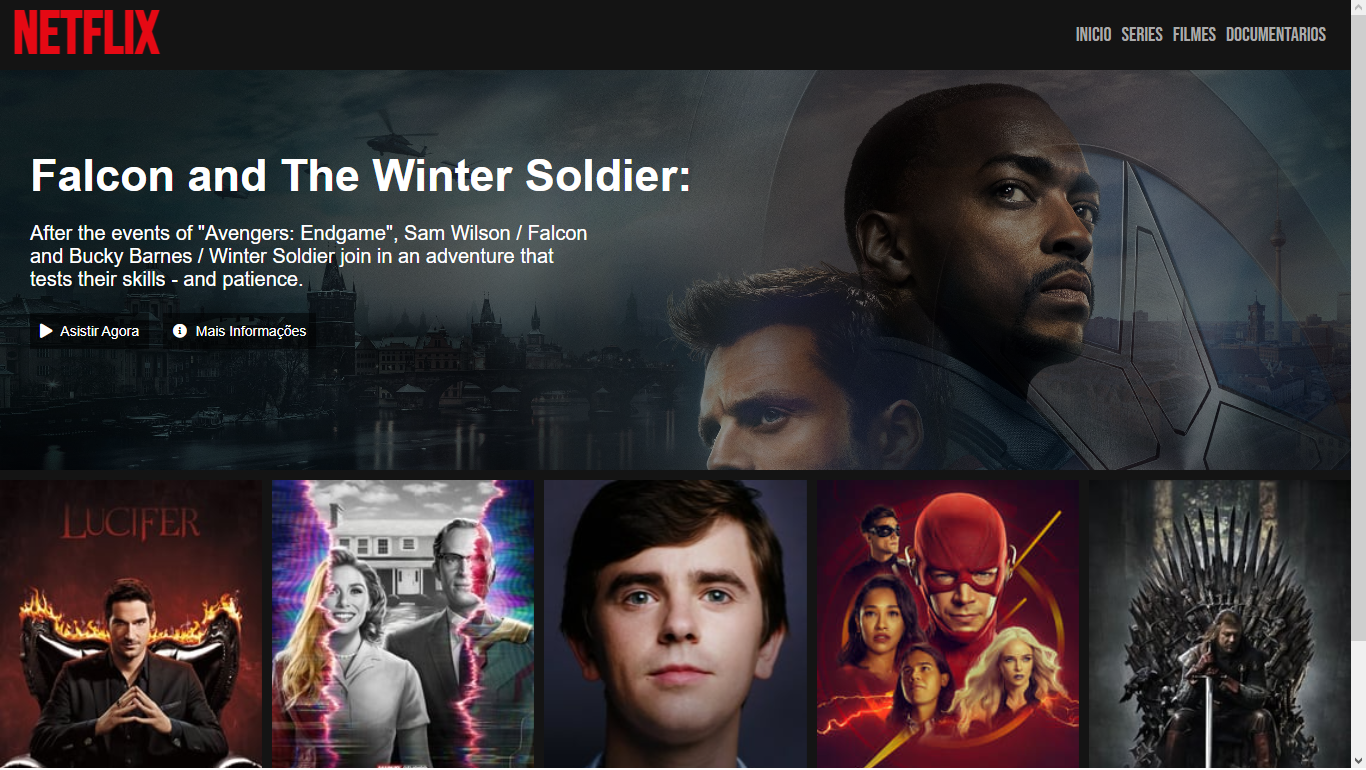 NETFLIX
INICIO SERIES FILMES DOCUMENTARIOS
Falcon and The Winter Soldier:
After the events of "Avengers: Endgame", Sam Wilson / Falcon
and Bucky Barnes / Winter Soldier join in an adventure that
tests their skills - and patience.
Asistir Agora Mais Informações
LUCIFER